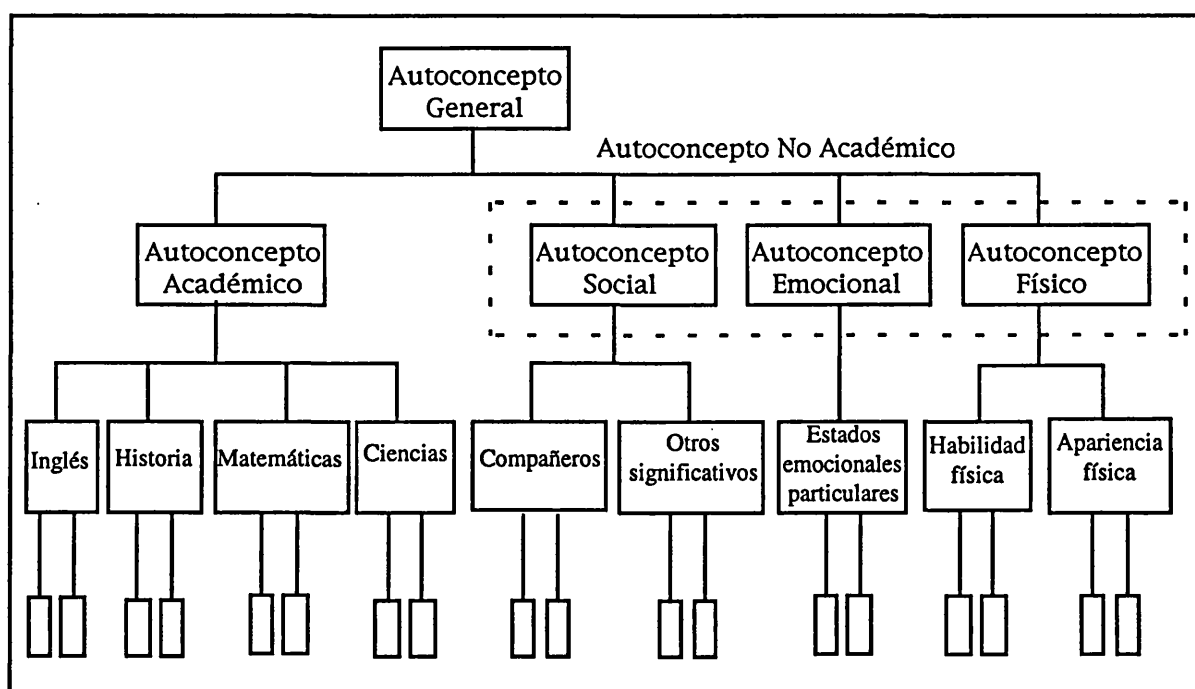 Autoconcepto
General
Autoconcepto No Académico
Autoconcepto
Académico
Autoconcepto
Social
Autoconcepto
Emocional
Autoconcepto
Físico
Inglés
Historia
Matemáticas
Ciencias
Compañeros
Otros
significativos
Estados
emocionales
particulares
Habilidad
física
Apariencia
física